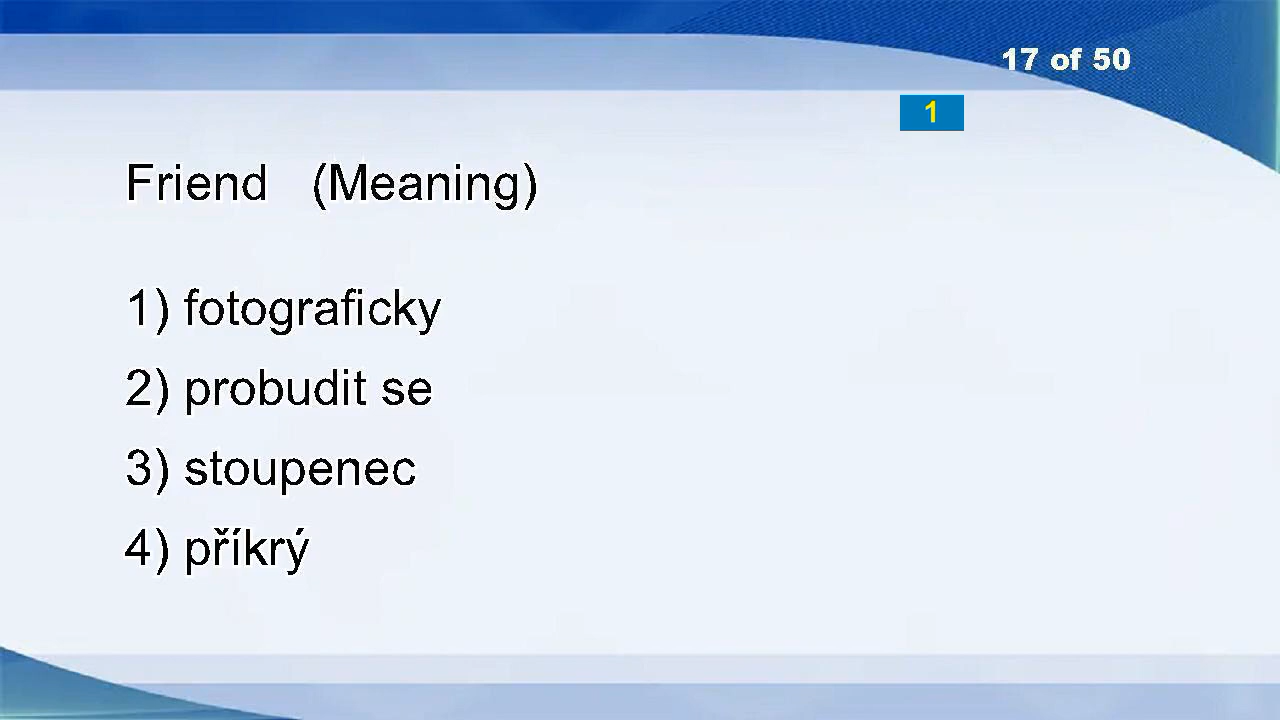 17 of 50
1
Friend (Meaning)
1) fotograficky
2) probudit se
3) stoupenec
4) příkrý